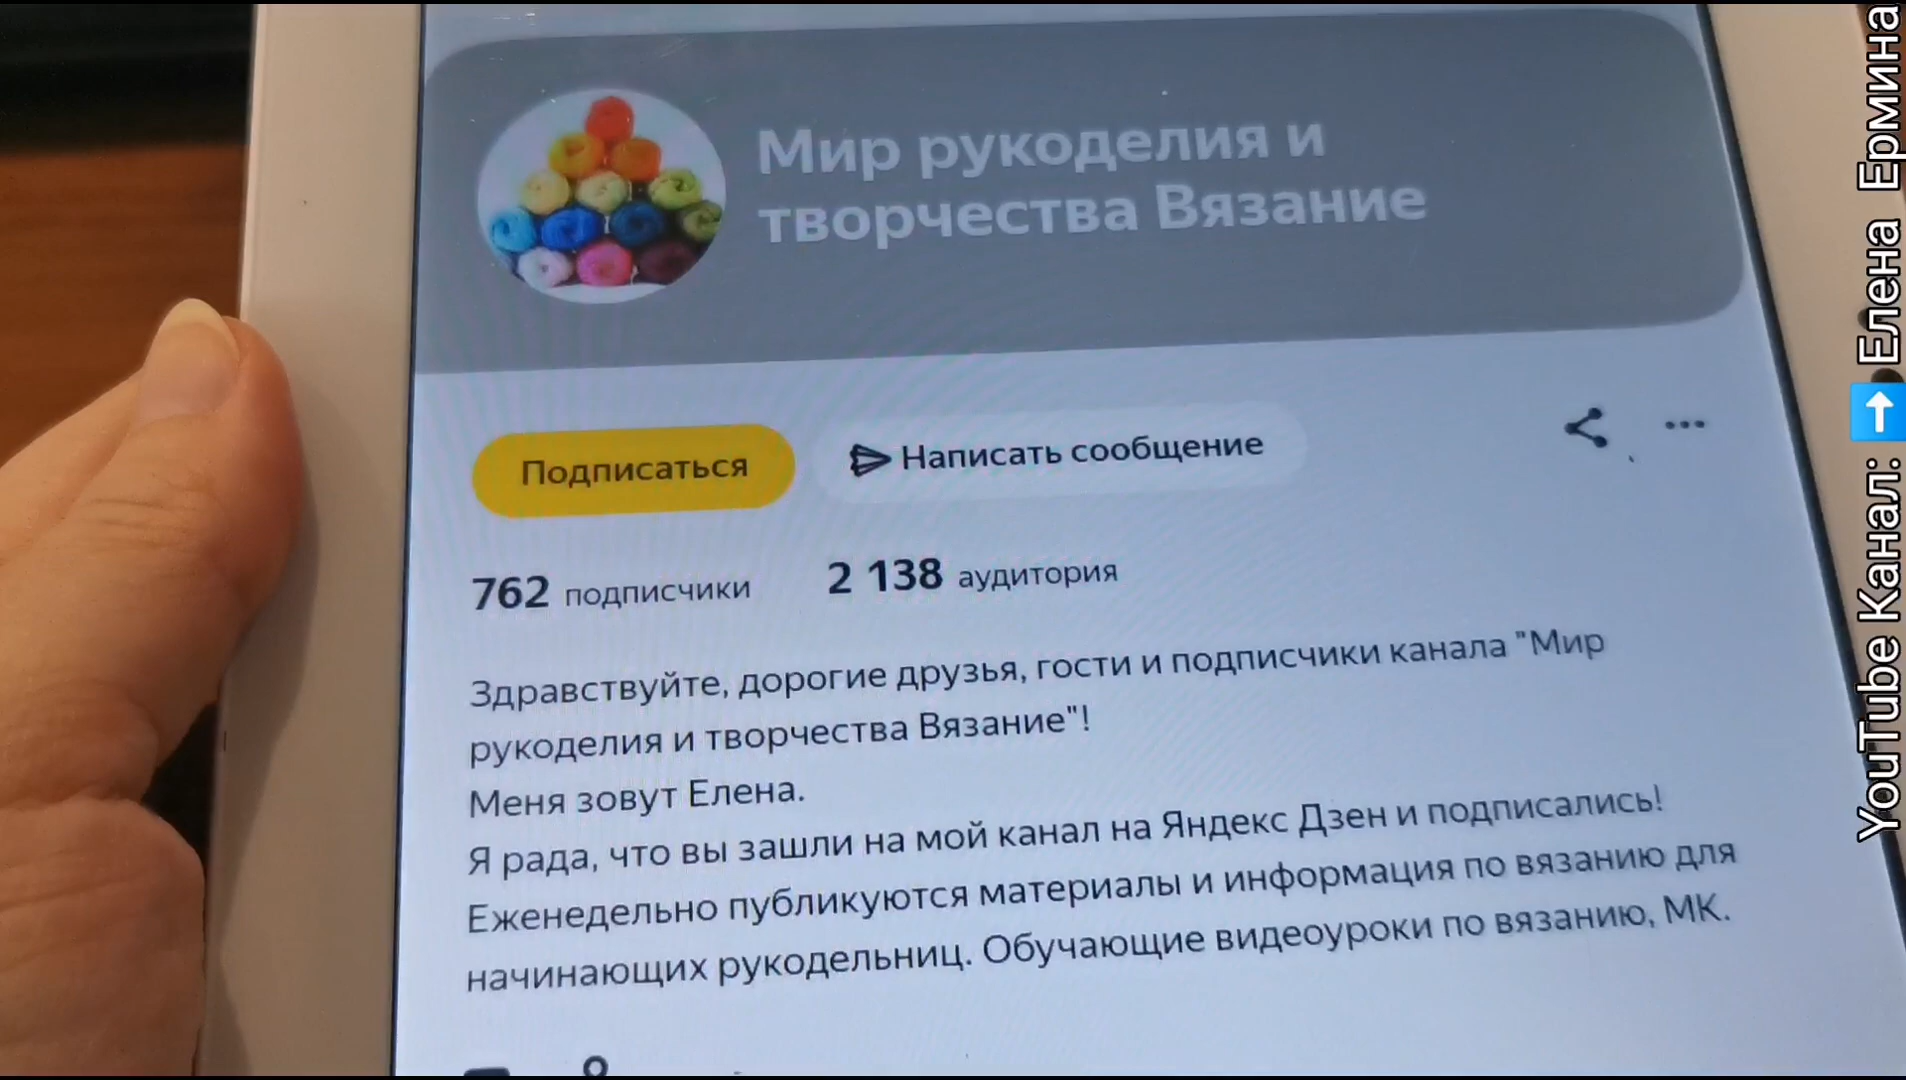 Мир рукоделия и
творчества Вязание
Подписаться
Написать сообщение
762 подписчики
2 138 аудитория
Здравствуйте, дорогие друзья, гости и подписчики канала "Мир
рукоделия и творчества Вязание"!
Меня зовут Елена.
Я рада, что вы зашли на мой канал на Яндекс Дзен и подписались!
Еженедельно публикуются материалы и информация по вязанию для
начинающих рукодельниц. Обучающие видеоуроки по вязанию, МК.
YouTube Канал: Елена Ермина